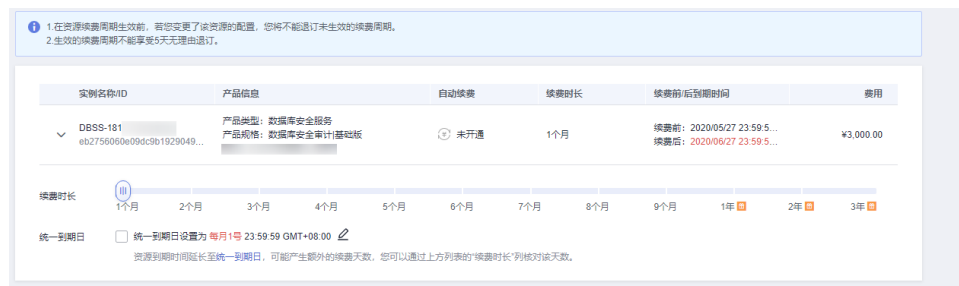 1.在资源续费周期生效前，若您变更了该资源的配置，您将不能退订未生效的续费周期。
2.生效的续费周期不能享受5天无理由退订。
实例名称/ID 产品信息 自动续费 续费时长 续费前/后到期时间 费用
DBSS-181
eb2756060e09dc9b1929049...
产品类型：数据库安全服务
产品规格：数据库安全审计|基础版
未开通
1个月
续费前：2020/05/27 23:59:5...
续费后：2020/06/27 23:59:5...
¥3,000.00
续费时长
1个月 2个月 3个月 4个月 5个月 6个月 7个月 8个月 9个月 1年 2年 3年
统一到期日 统一到期日设置为 每月1号 23:59:59 GMT+08:00
资源到期时间延长至统一到期日，可能产生额外的续费天数，您可以通过上方列表的“续费时长”列核对该天数。